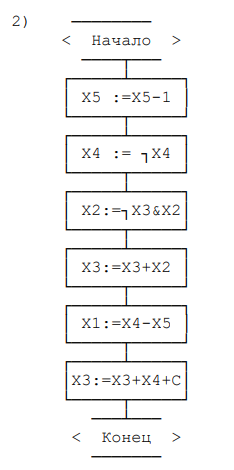 2)
< Начало >
X5 :=X5-1
X4 := ┐X4
X2:=┐X3&X2
X3:=X3+X2
X1:=X4-X5
X3:=X3+X4+C
< Конец >